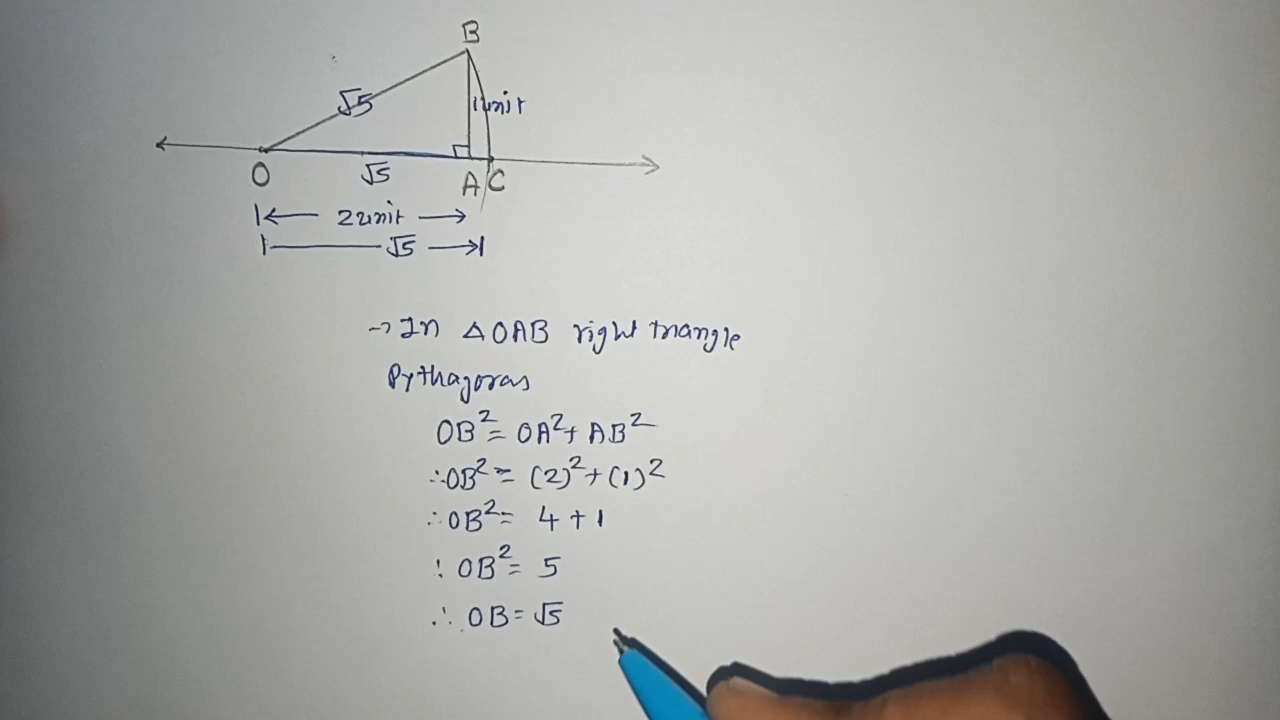 B
√5
1unit
O
√5
A C
2unit
√5
→ In △OAB right triangle
Pythagoras
OB² = OA² + AB²
∴OB² = (2)² + (1)²
∴OB² = 4 + 1
: OB² = 5
∴ OB = √5